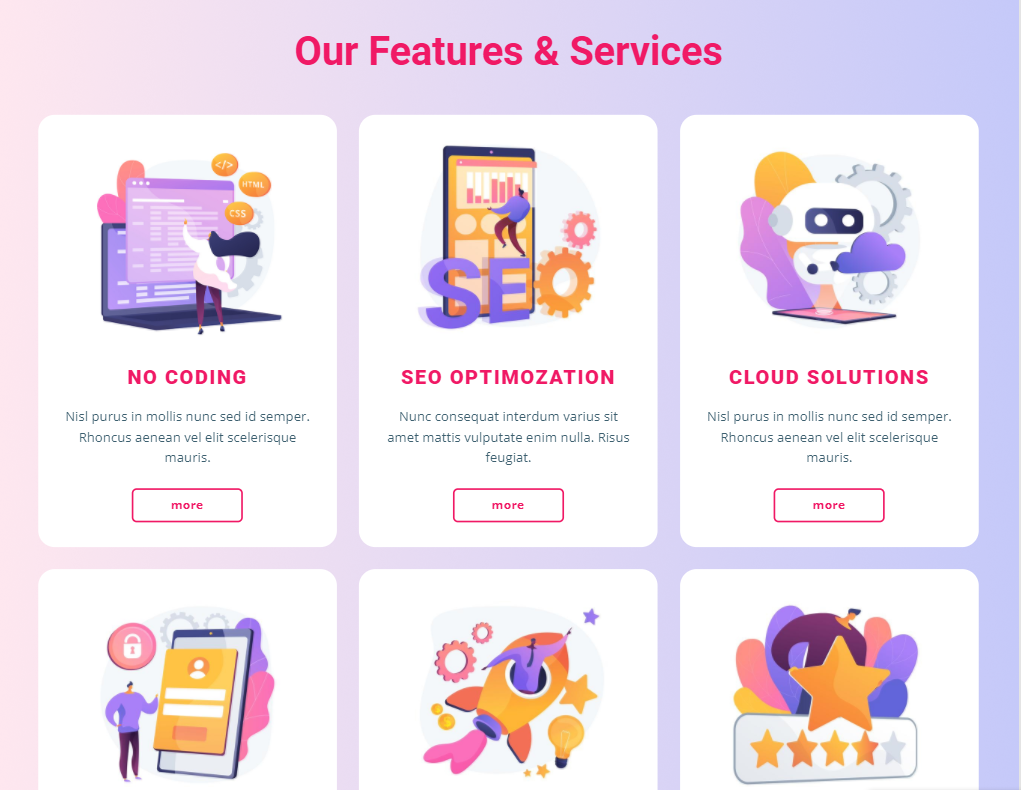 Our Features & Services
</>
HTML
CSS
SEO
NO CODING
Nisl purus in mollis nunc sed id semper.
Rhoncus aenean vel elit scelerisque
mauris.
more
SEO OPTIMOZATION
Nunc consequat interdum varius sit
amet mattis vulputate enim nulla. Risus
feugiat.
more
CLOUD SOLUTIONS
Nisl purus in mollis nunc sed id semper.
Rhoncus aenean vel elit scelerisque
mauris.
more